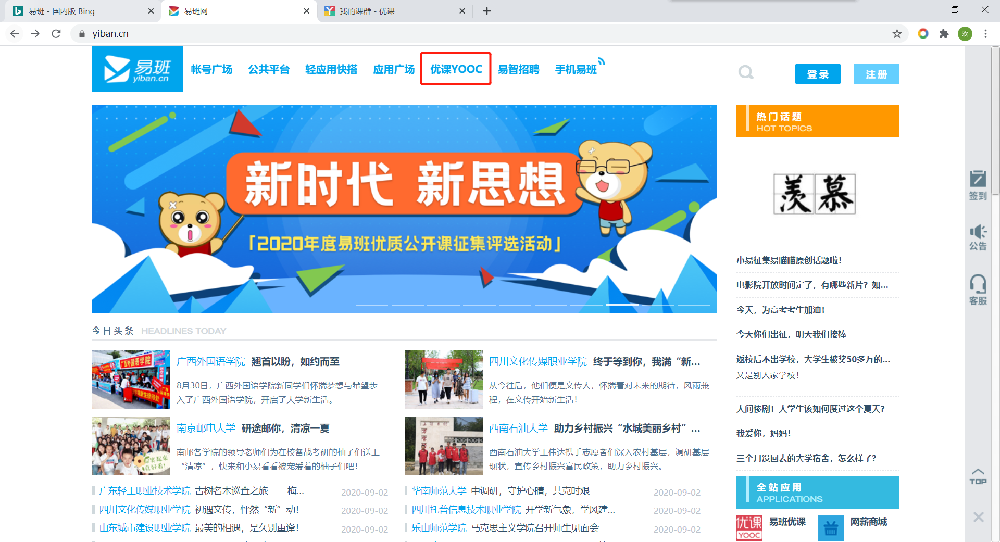 易班 - 国内版 Bing
易班网
我的课群 - 优课
yiban.cn
欢
易班
yiban.cn
帐号广场
公共平台
轻应用快搭
应用广场
优课YOOC
易智招聘
手机易班
登录
注册
新时代 新思想
「2020年度易班优质公开课征集评选活动」
热门话题
HOT TOPICS
羡慕
小易征集易瞄瞄原创话题啦！
电影院开放时间定了，有哪些新片？如...
今天，为高考考生加油！
今天你们出征，明天我们接棒
返校后不出学校，大学生被奖50多万的...
又是别人家学校！
人间惨剧！大学生该如何度过这个夏天？
我爱你，妈妈！
三个月没回去的大学宿舍，怎么样了？
全站应用
APPLICATIONS
优课
YOOC
易班优课
网薪商城
签到
公告
客服
TOP
今日头条 HEADLINES TODAY
广西外国语学院
广西外国语学院 翘首以盼，如约而至
8月30日，广西外国语学院新同学们怀揣梦想与希望步
入了广西外国语学院，开启了大学新生活。
四川文化传媒职业学院 终于等到你，我满“新...
从今往后，他们便是文传人，怀揣着对未来的期待，风雨兼
程，在文传开始新生活！
南京邮电大学 研途邮你，清凉一夏
南邮各学院的领导老师们为在校备战考研的柚子们送上
“清凉”，快来和小易看看被宠爱着的柚子们吧！
西南石油大学 助力乡村振兴“水城美丽乡村”...
西南石油大学王伟达携手志愿者们深入农村基层，调研基层
现状，宣传乡村振兴富民政策，助力乡村振兴。
广东轻工职业技术学院 古树名木巡查之旅——梅... 2020-09-02
四川文化传媒职业学院 初遇文传，怦然“新”动！ 2020-09-02
山东城市建设职业学院 最美的相遇，是久别重逢！ 2020-09-02
华南师范大学 中调研，守护心晴，共克时艰 2020-09-02
四川托普信息技术职业学院 开学新气象，学风建... 2020-09-02
乐山师范学院 马克思主义学院召开师生见面会 2020-09-02